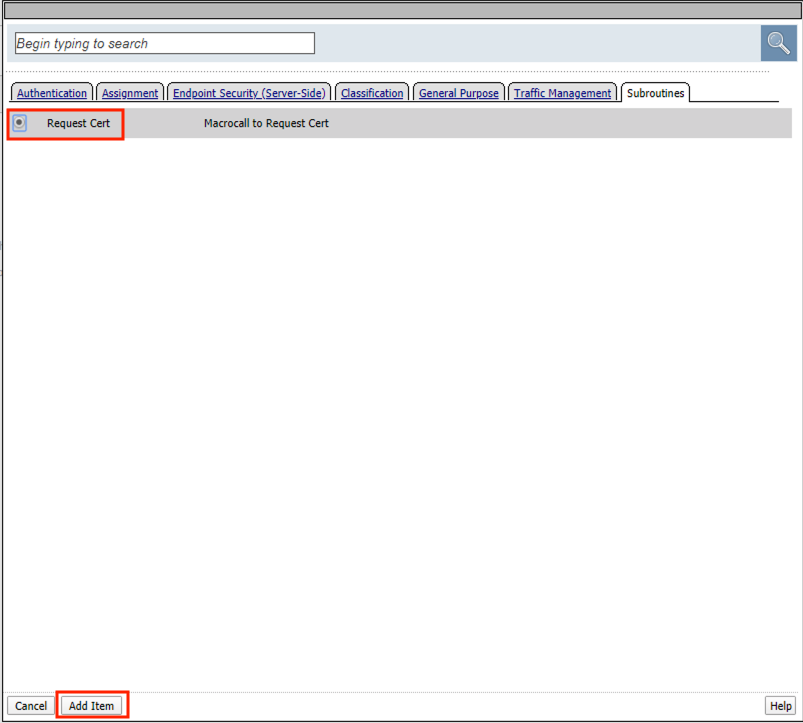 Begin typing to search
Authentication Assignment Endpoint Security (Server-Side) Classification General Purpose Traffic Management Subroutines
Request Cert Macrocall to Request Cert
Cancel Add Item Help